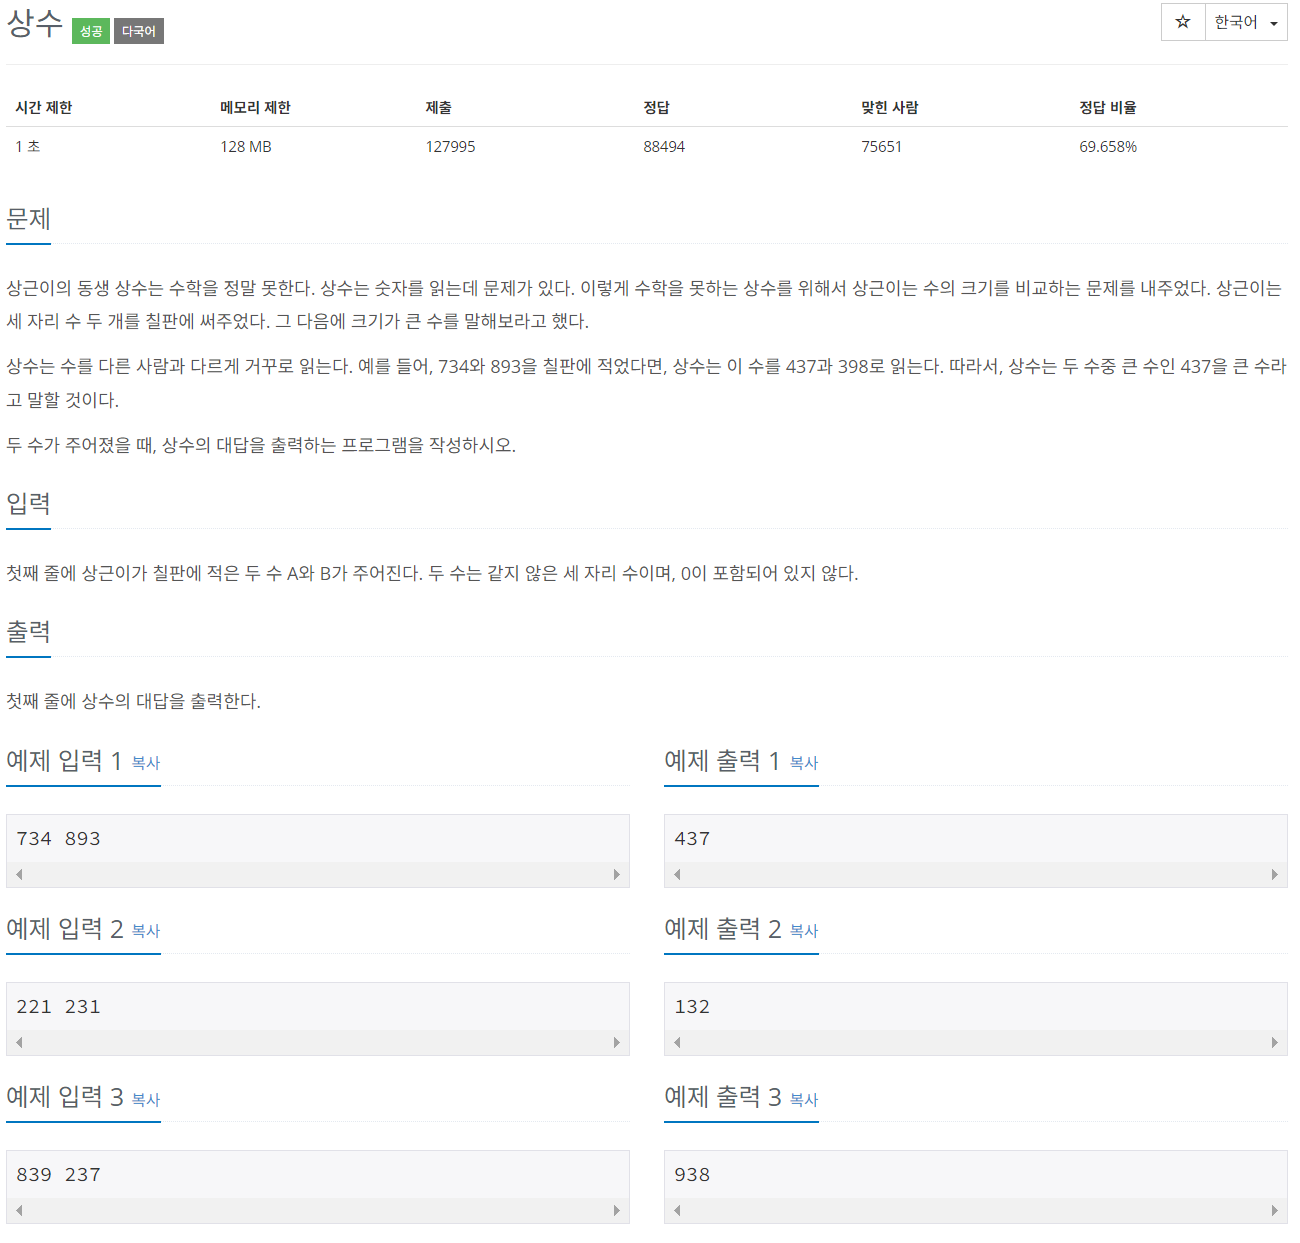 상수 성공 다국어
☆ 한국어
시간 제한 메모리 제한 제출 정답 맞힌 사람 정답 비율
1 초 128 MB 127995 88494 75651 69.658%
문제
상근이의 동생 상수는 수학을 정말 못한다. 상수는 숫자를 읽는데 문제가 있다. 이렇게 수학을 못하는 상수를 위해서 상근이는 수의 크기를 비교하는 문제를 내주었다. 상근이는
세 자리 수 두 개를 칠판에 써주었다. 그 다음에 크기가 큰 수를 말해보라고 했다.
상수는 수를 다른 사람과 다르게 거꾸로 읽는다. 예를 들어, 734와 893을 칠판에 적었다면, 상수는 이 수를 437과 398로 읽는다. 따라서, 상수는 두 수중 큰 수인 437을 큰 수라
고 말할 것이다.
두 수가 주어졌을 때, 상수의 대답을 출력하는 프로그램을 작성하시오.
입력
첫째 줄에 상근이가 칠판에 적은 두 수 A와 B가 주어진다. 두 수는 같지 않은 세 자리 수이며, 0이 포함되어 있지 않다.
출력
첫째 줄에 상수의 대답을 출력한다.
예제 입력 1 복사
734 893
예제 출력 1 복사
437
예제 입력 2 복사
221 231
예제 출력 2 복사
132
예제 입력 3 복사
839 237
예제 출력 3 복사
938